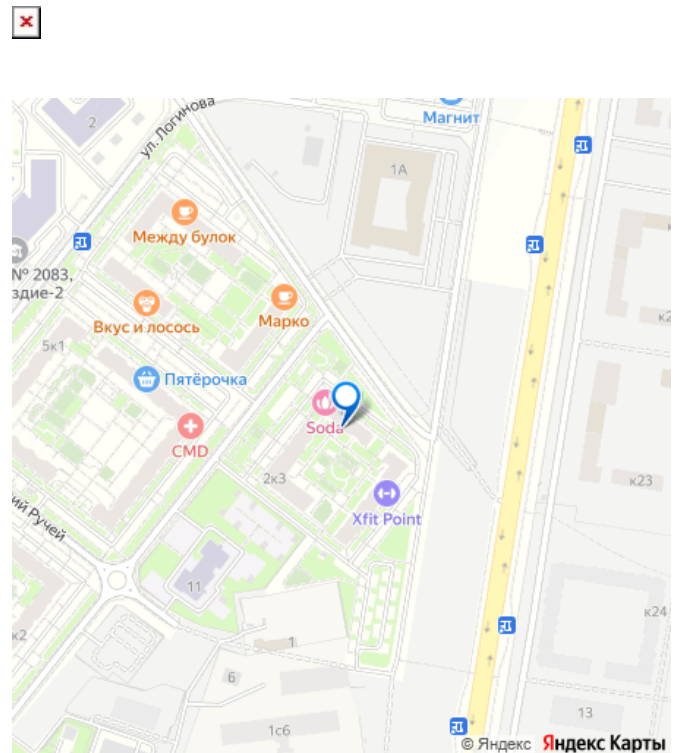 2
ул. Логинова
Магнит
1А
Между булок
№ 2083,
здие-2
Вкус и лосось
Марко
5к1
Пятёрочка
Soda
CMD
2к3
к23
Xfit Point
ий Ручей
11
к24
к2
1
6
13
1с6
© Яндекс Яндекс Карты